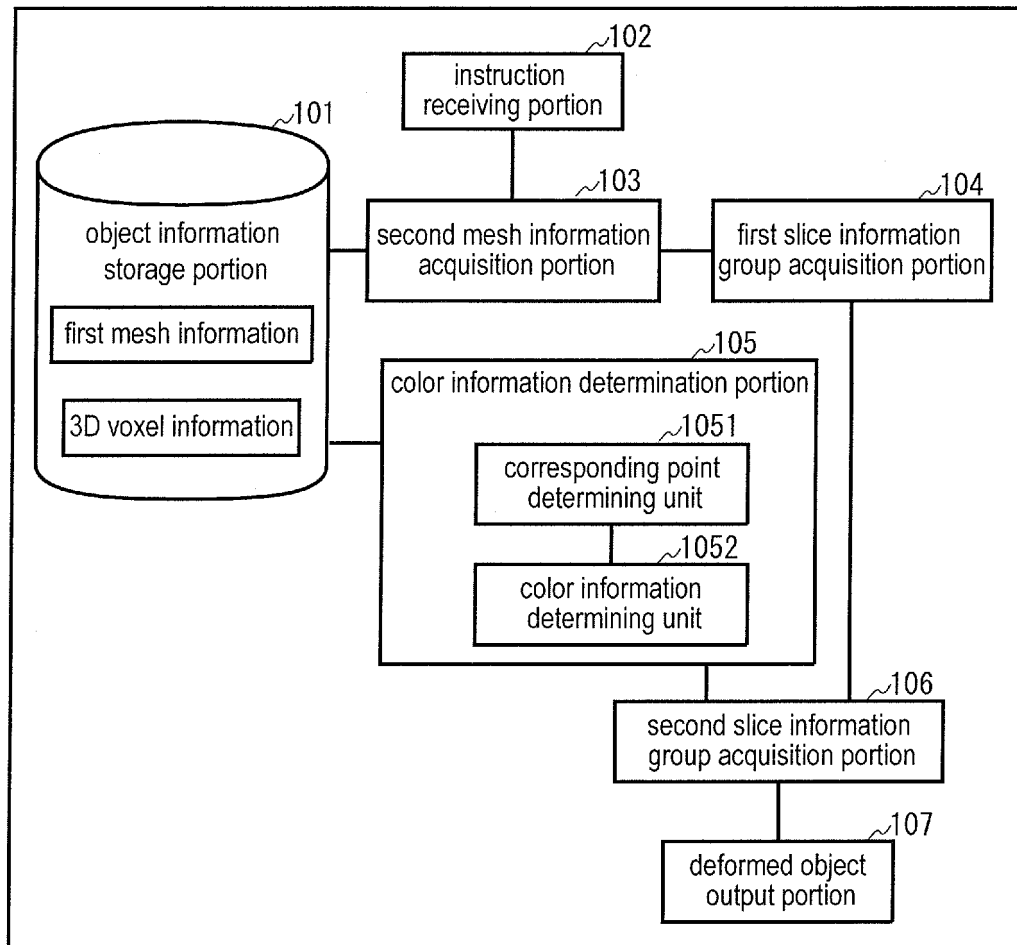 102
instruction
receiving portion
101
object information
storage portion
first mesh information
3D voxel information
103
second mesh information
acquisition portion
104
first slice information
group acquisition portion
105
color information determination portion
1051
corresponding point
determining unit
1052
color information
determining unit
106
second slice information
group acquisition portion
107
deformed object
output portion